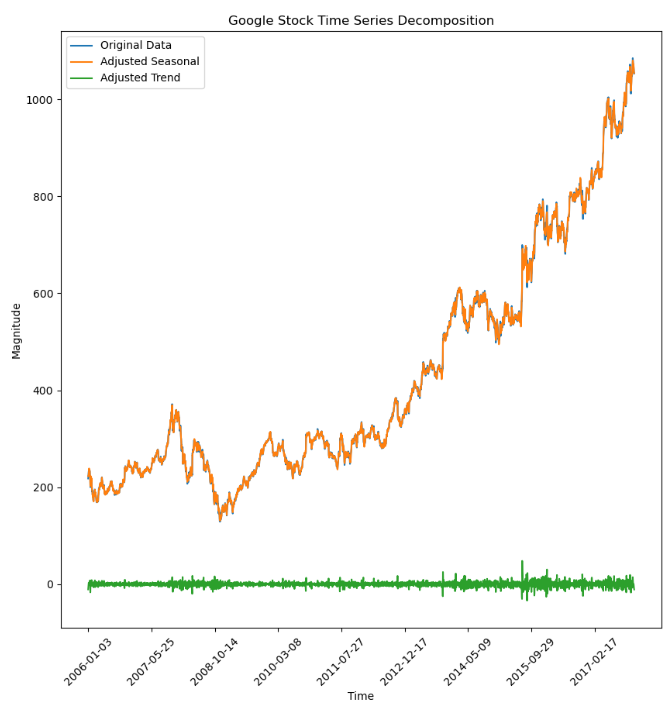 Google Stock Time Series Decomposition
Original Data
Adjusted Seasonal
Adjusted Trend
Magnitude
1000
800
600
400
200
0
2006-01-03
2007-05-25
2008-10-14
2010-03-08
2011-07-27
2012-12-17
2014-05-09
2015-09-29
2017-02-17
Time